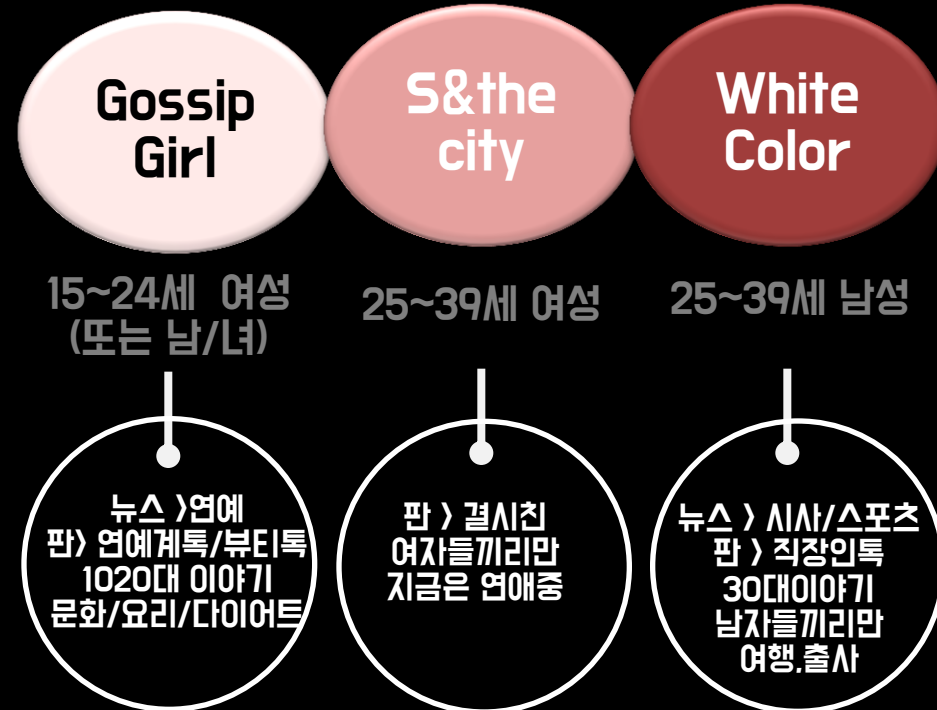 Gossip
Girl
S&the
city
White
Color
15~24세 여성
(또는 남/녀)
25~39세 여성
25~39세 남성
뉴스 >연예
판> 연예계톡/뷰티톡
1020대 이야기
문화/요리/다이어트
판 > 결시친
여자들끼리만
지금은 연애중
뉴스 > 시사/스포츠
판 > 직장인톡
30대이야기
남자들끼리만
여행,출사